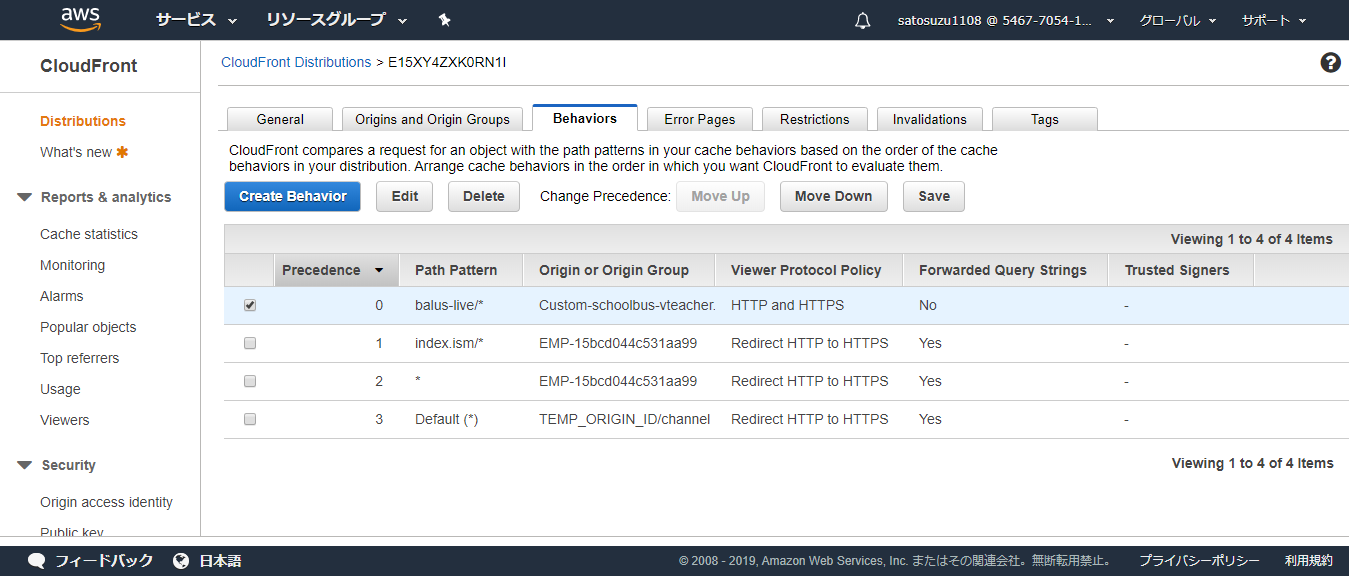 aws サービス リソースグループ satosuzu1108 @ 5467-7054-1... グローバル サポート
CloudFront
CloudFront Distributions > E15XY4ZXK0RN1I
Distributions
What's new
Reports & analytics
Cache statistics
Monitoring
Alarms
Popular objects
Top referrers
Usage
Viewers
Security
Origin access identity
Public key
General Origins and Origin Groups Behaviors Error Pages Restrictions Invalidations Tags
CloudFront compares a request for an object with the path patterns in your cache behaviors based on the order of the cache
behaviors in your distribution. Arrange cache behaviors in the order in which you want CloudFront to evaluate them.
Create Behavior Edit Delete Change Precedence: Move Up Move Down Save
Viewing 1 to 4 of 4 Items
Precedence Path Pattern Origin or Origin Group Viewer Protocol Policy Forwarded Query Strings Trusted Signers
0 balus-live/* Custom-schoolbus-vteacher. HTTP and HTTPS No -
1 index.ism/* EMP-15bcd044c531aa99 Redirect HTTP to HTTPS Yes -
2 * EMP-15bcd044c531aa99 Redirect HTTP to HTTPS Yes -
3 Default (*) TEMP_ORIGIN_ID/channel Redirect HTTP to HTTPS Yes -
Viewing 1 to 4 of 4 Items
フィードバック 日本語 © 2008 - 2019, Amazon Web Services, Inc. またはその関連会社。無断転用禁止。 プライバシーポリシー 利用規約